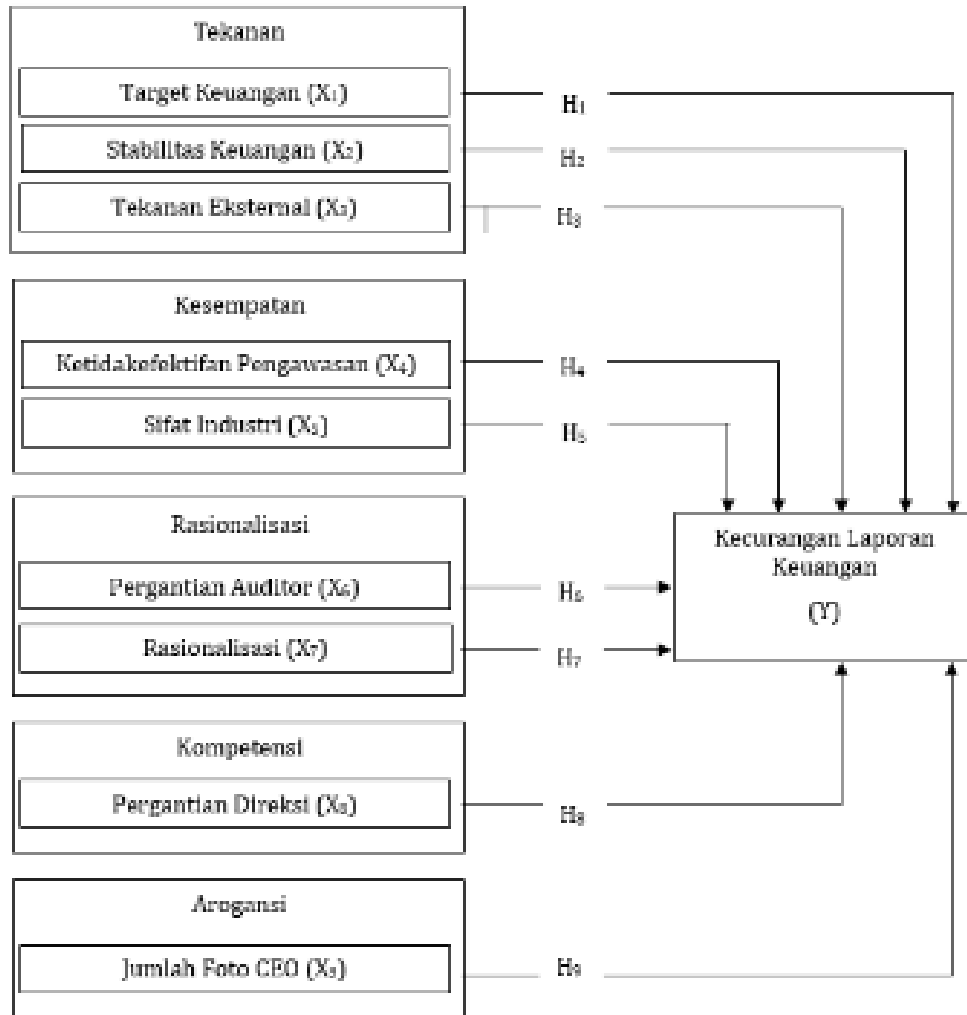 Tekanan
Target Keuangan (X₁)
H₁
Stabilitas Keuangan (X₂)
H₂
Tekanan Eksternal (X₃)
H₃
Kesempatan
Ketidakefektifan Pengawasan (X₄)
H₄
Sifat Industri (X₅)
H₅
Rasionalisasi
Pergantian Auditor (X₆)
H₆
Rasionalisasi (X₇)
H₇
Kecurangan Laporan
Keuangan
(Y)
Kompetensi
Pergantian Direksi (X₈)
H₈
Arogansi
Jumlah Foto CEO (X₉)
H₉